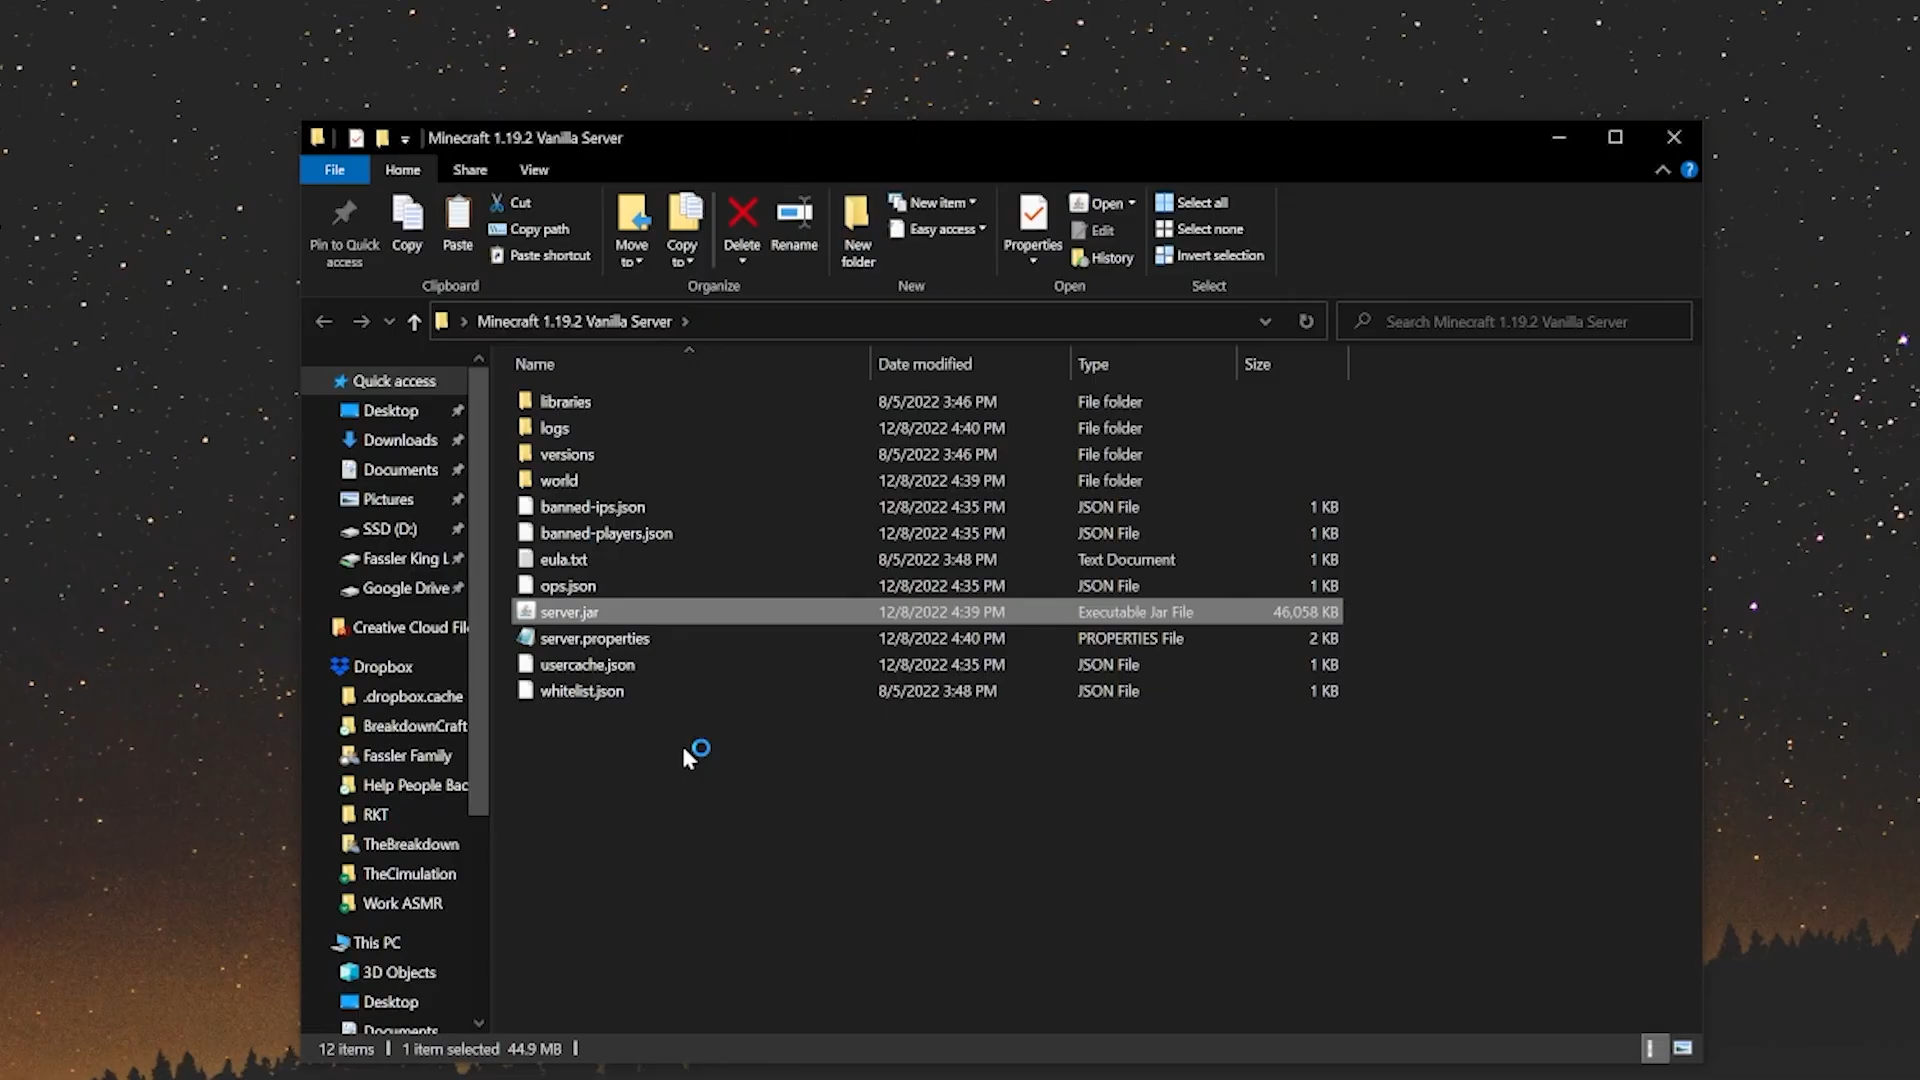 Minecraft 1.19.2 Vanilla Server
File Home Share View
Pin to Quick access
Copy
Paste
Cut
Copy path
Paste shortcut
Clipboard
Move to
Copy to
Delete
Rename
Organize
New folder
New item
Easy access
New
Properties
Open
Edit
History
Open
Select all
Select none
Invert selection
Select
Minecraft 1.19.2 Vanilla Server
Search Minecraft 1.19.2 Vanilla Server
Quick access
Desktop
Downloads
Documents
Pictures
SSD (D:)
Fassler King L
Google Drive
Creative Cloud Fil
Dropbox
.dropbox.cache
BreakdownCraft
Fassler Family
Help People Bac
RKT
TheBreakdown
TheCimulation
Work ASMR
This PC
3D Objects
Desktop
Documents
Name Date modified Type Size
libraries 8/5/2022 3:46 PM File folder
logs 12/8/2022 4:40 PM File folder
versions 8/5/2022 3:46 PM File folder
world 12/8/2022 4:39 PM File folder
banned-ips.json 12/8/2022 4:35 PM JSON File 1 KB
banned-players.json 12/8/2022 4:35 PM JSON File 1 KB
eula.txt 8/5/2022 3:48 PM Text Document 1 KB
ops.json 12/8/2022 4:35 PM JSON File 1 KB
server.jar 12/8/2022 4:39 PM Executable Jar File 46,058 KB
server.properties 12/8/2022 4:40 PM PROPERTIES File 2 KB
usercache.json 12/8/2022 4:35 PM JSON File 1 KB
whitelist.json 8/5/2022 3:48 PM JSON File 1 KB
12 items 1 item selected 44.9 MB